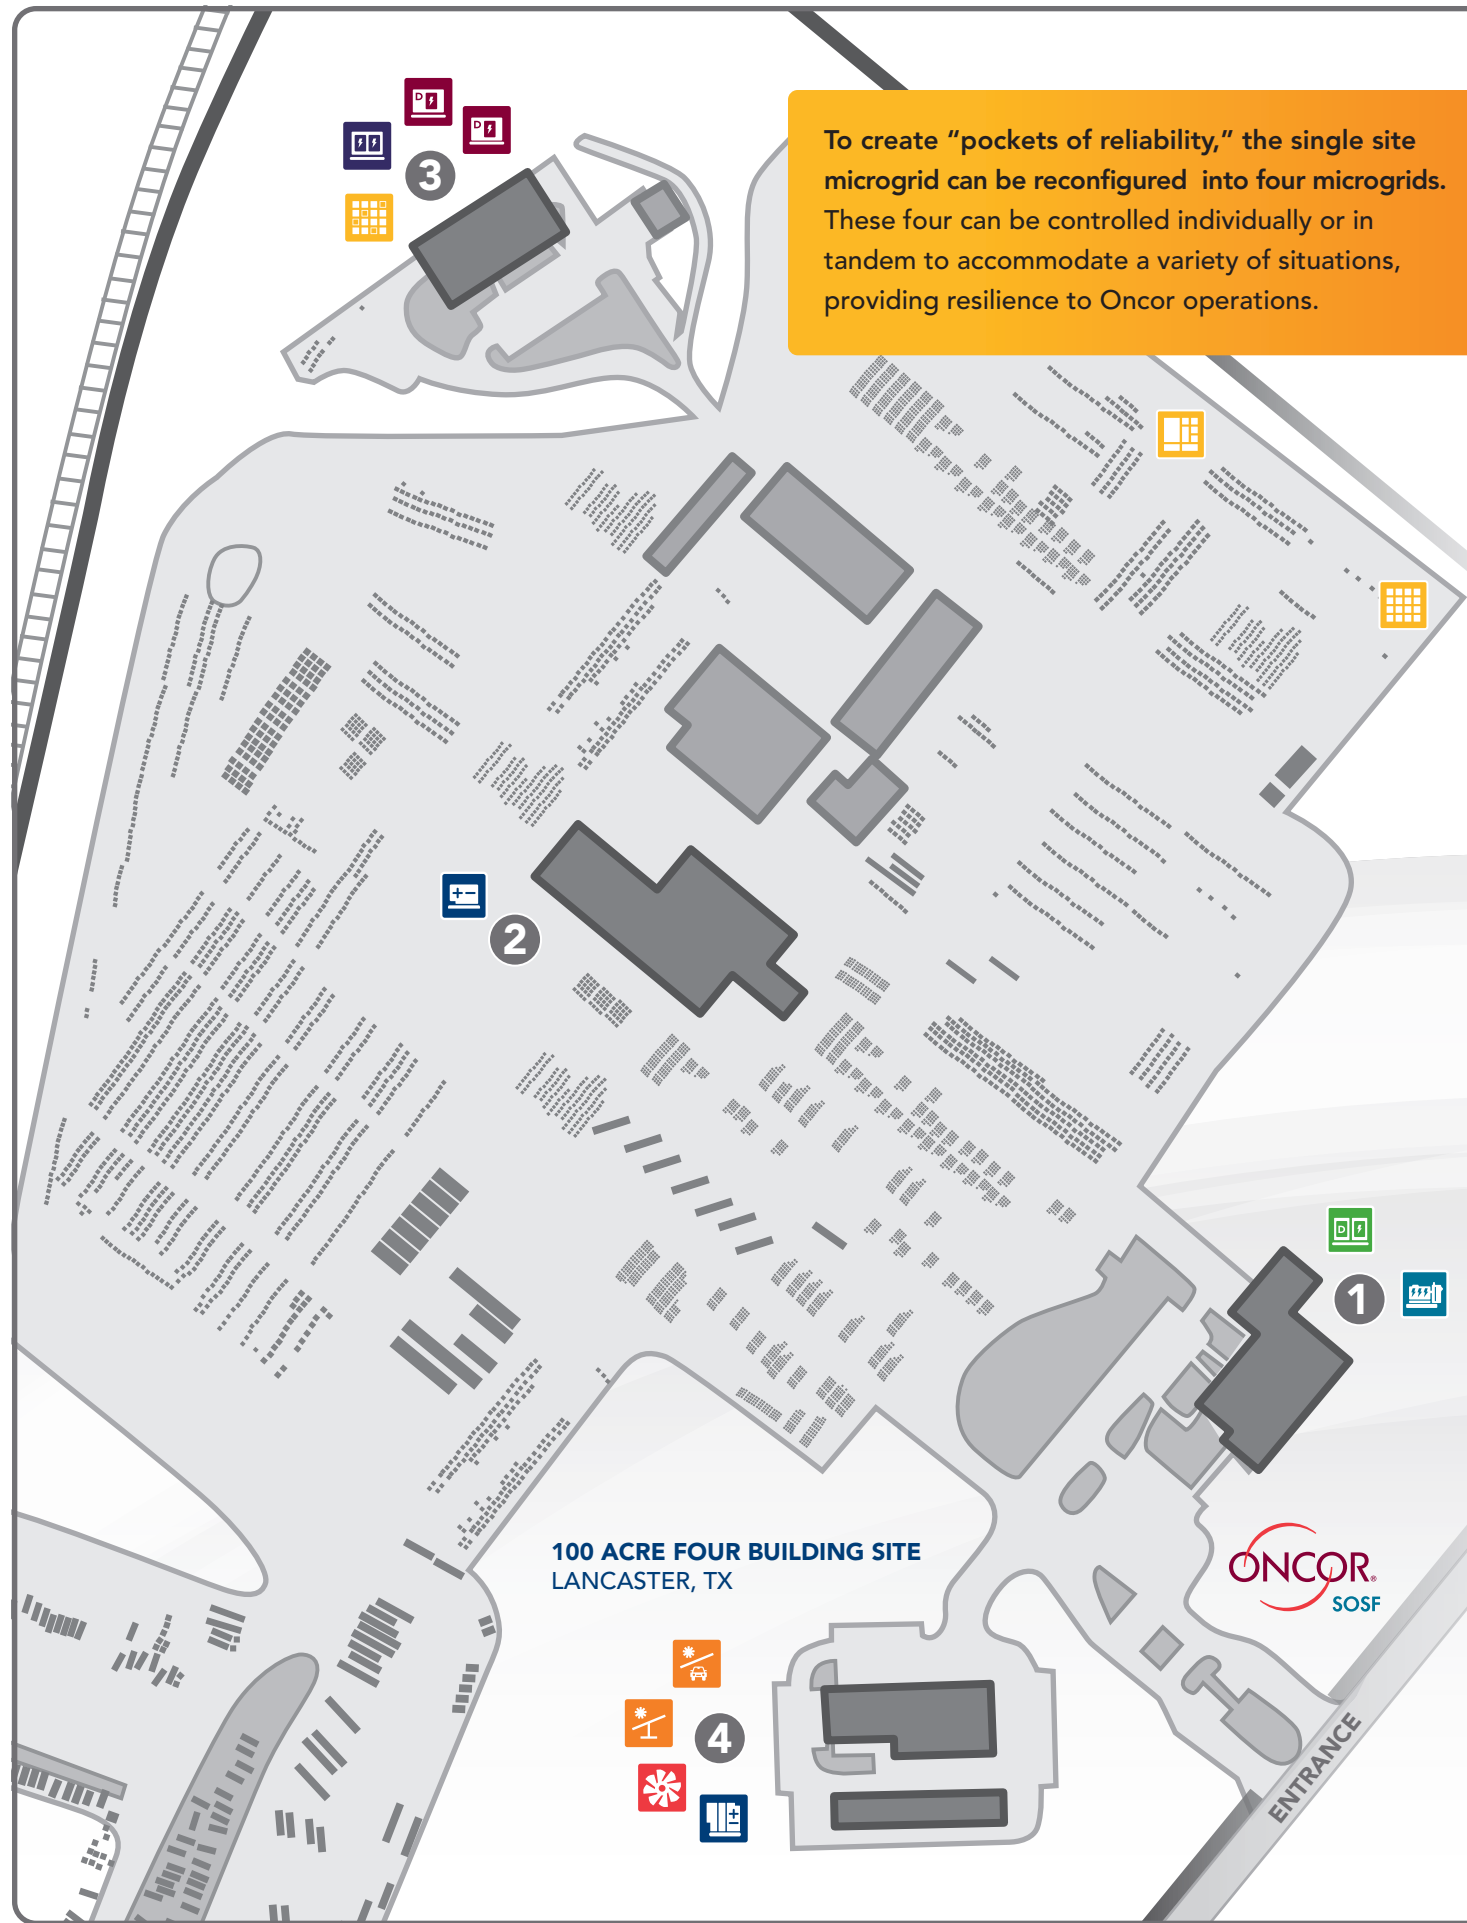 To create “pockets of reliability,” the single site
microgrid can be reconfigured into four microgrids.
These four can be controlled individually or in
tandem to accommodate a variety of situations,
providing resilience to Oncor operations.
D
D
3
2
D
1
100 ACRE FOUR BUILDING SITE
LANCASTER, TX
ONCOR®
SOSF
4
ENTRANCE